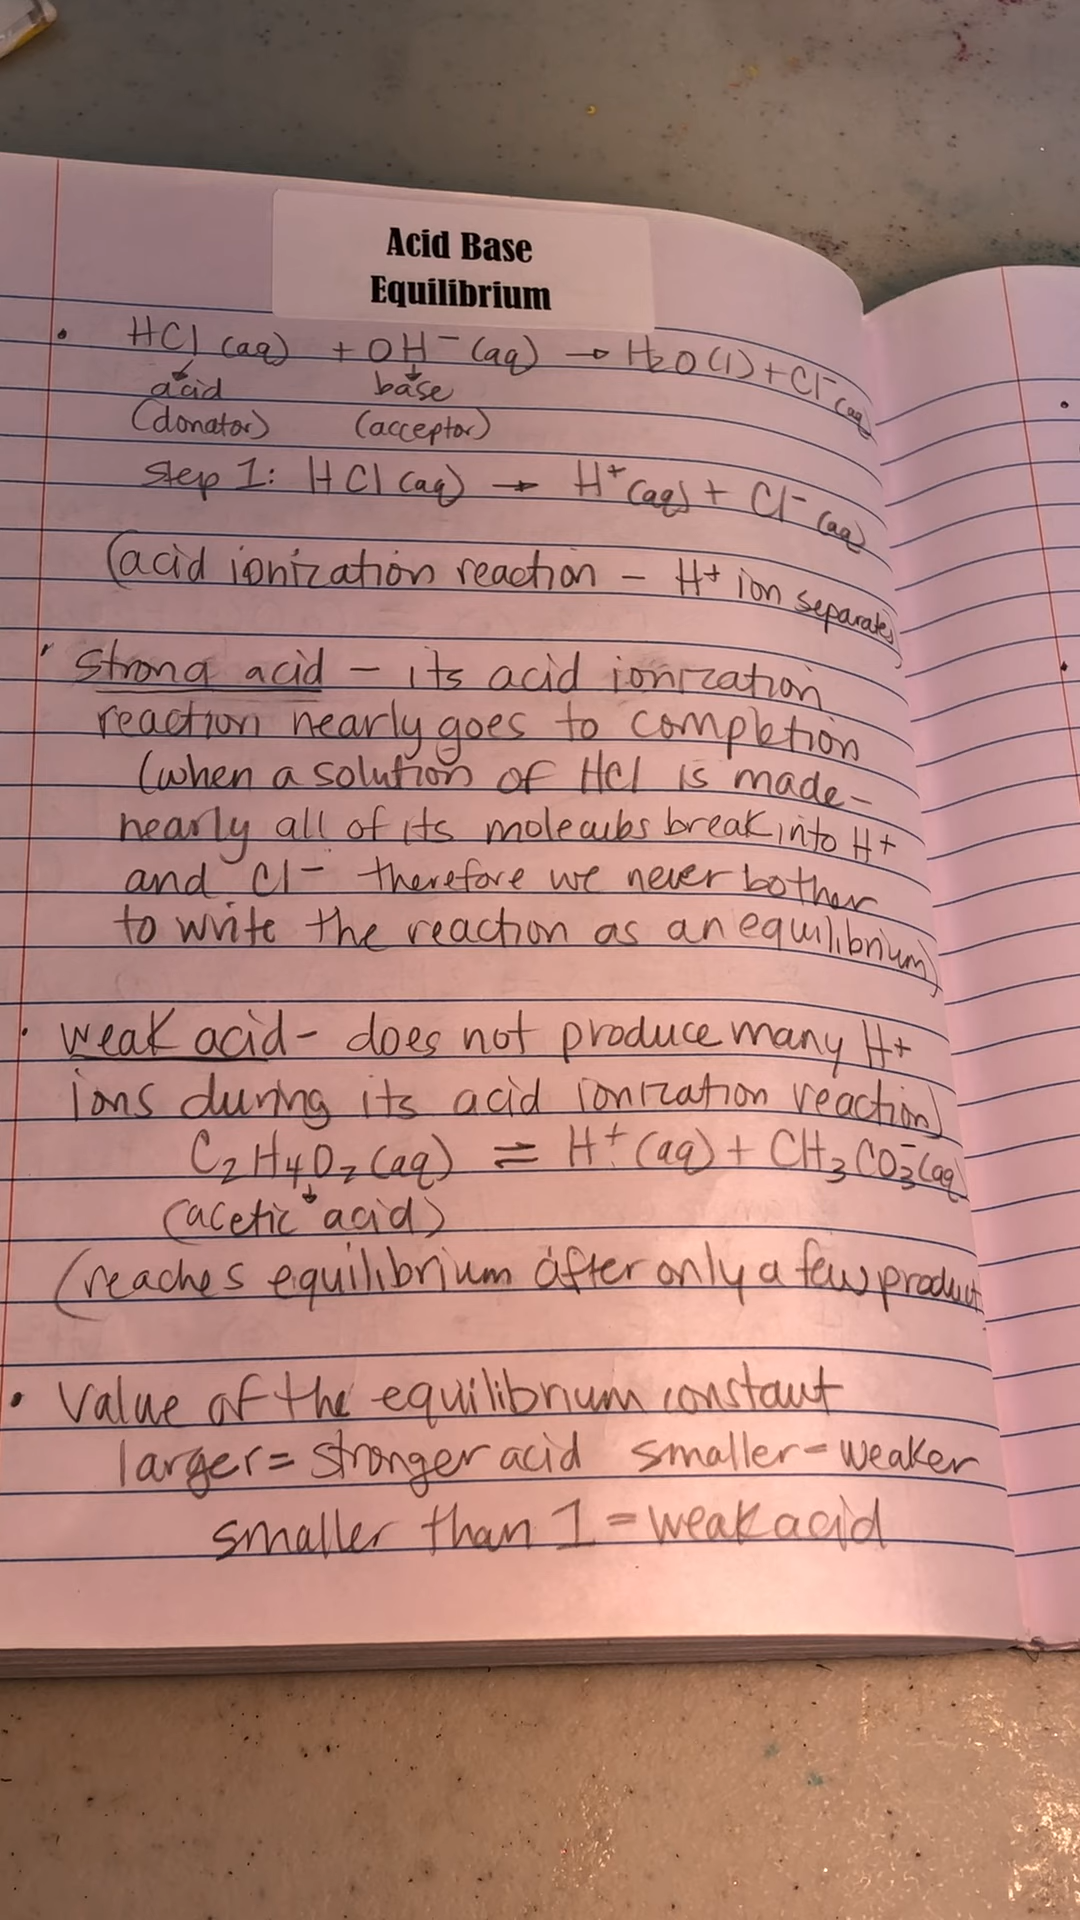 Acid Base
Equilibrium
• HCl (aq) + OH⁻ (aq) → H₂O (l) + Cl⁻ (aq)
acid base
(donator) (acceptor)
Step 1: HCl (aq) → H⁺ (aq) + Cl⁻ (aq)
(acid ionization reaction - H+ ion separates)
• strong acid - its acid ionization
reaction nearly goes to completion
(when a solution of HCl is made-
nearly all of its molecules break into H+
and Cl- therefore we never bother
to write the reaction as an equilibrium)
• weak acid- does not produce many H+
ions during its acid ionization reaction)
C₂H₄O₂ (aq) ⇌ H⁺ (aq) + CH₃CO₃⁻ (aq)
(acetic acid)
(reaches equilibrium after only a few product
• Value of the equilibrium constant
larger = stronger acid smaller = weaker
smaller than 1 = weak acid